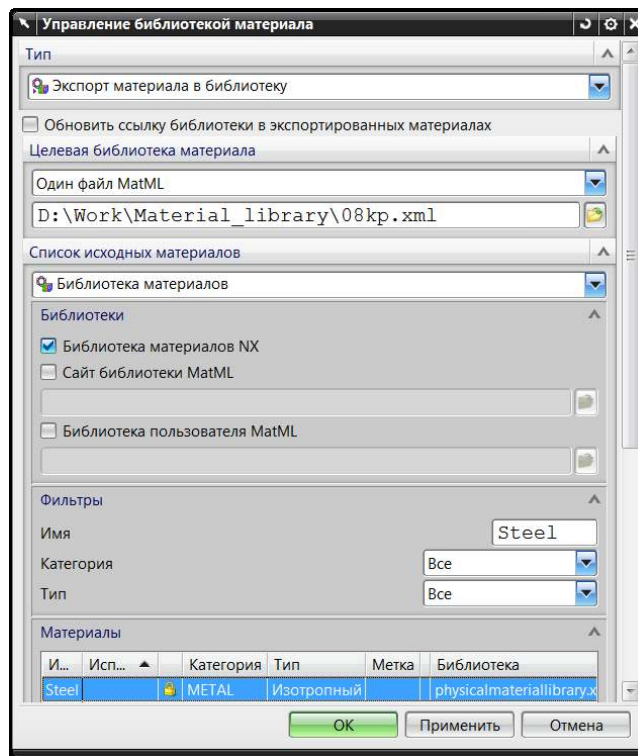 Управление библиотекой материала
Тип
Экспорт материала в библиотеку
Обновить ссылку библиотеки в экспортированных материалах
Целевая библиотека материала
Один файл MatML
D:\Work\Material_library\08kp.xml
Список исходных материалов
Библиотека материалов
Библиотеки
Библиотека материалов NX
Сайт библиотеки MatML
Библиотека пользователя MatML
Фильтры
Имя Steel
Категория Все
Тип Все
Материалы
И... Исп... Категория Тип Метка Библиотека
Steel METAL Изотропный physicalmateriallibrary.x
OK Применить Отмена